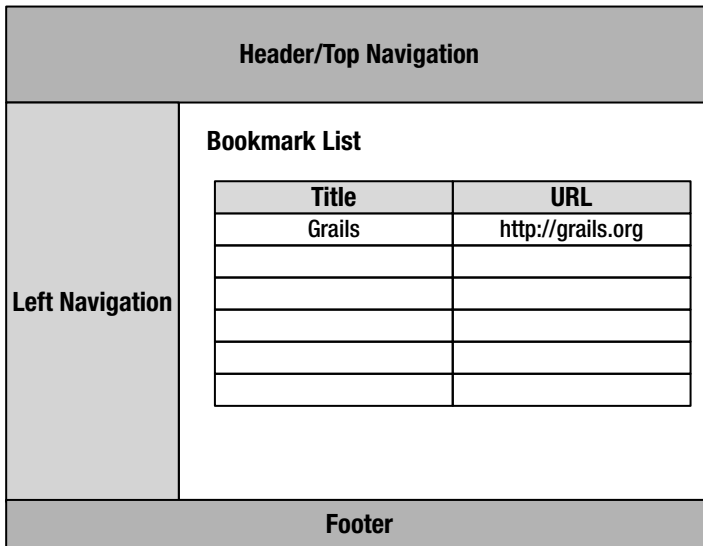 Header/Top Navigation
Bookmark List
Title URL
Grails http://grails.org
Left Navigation
Footer